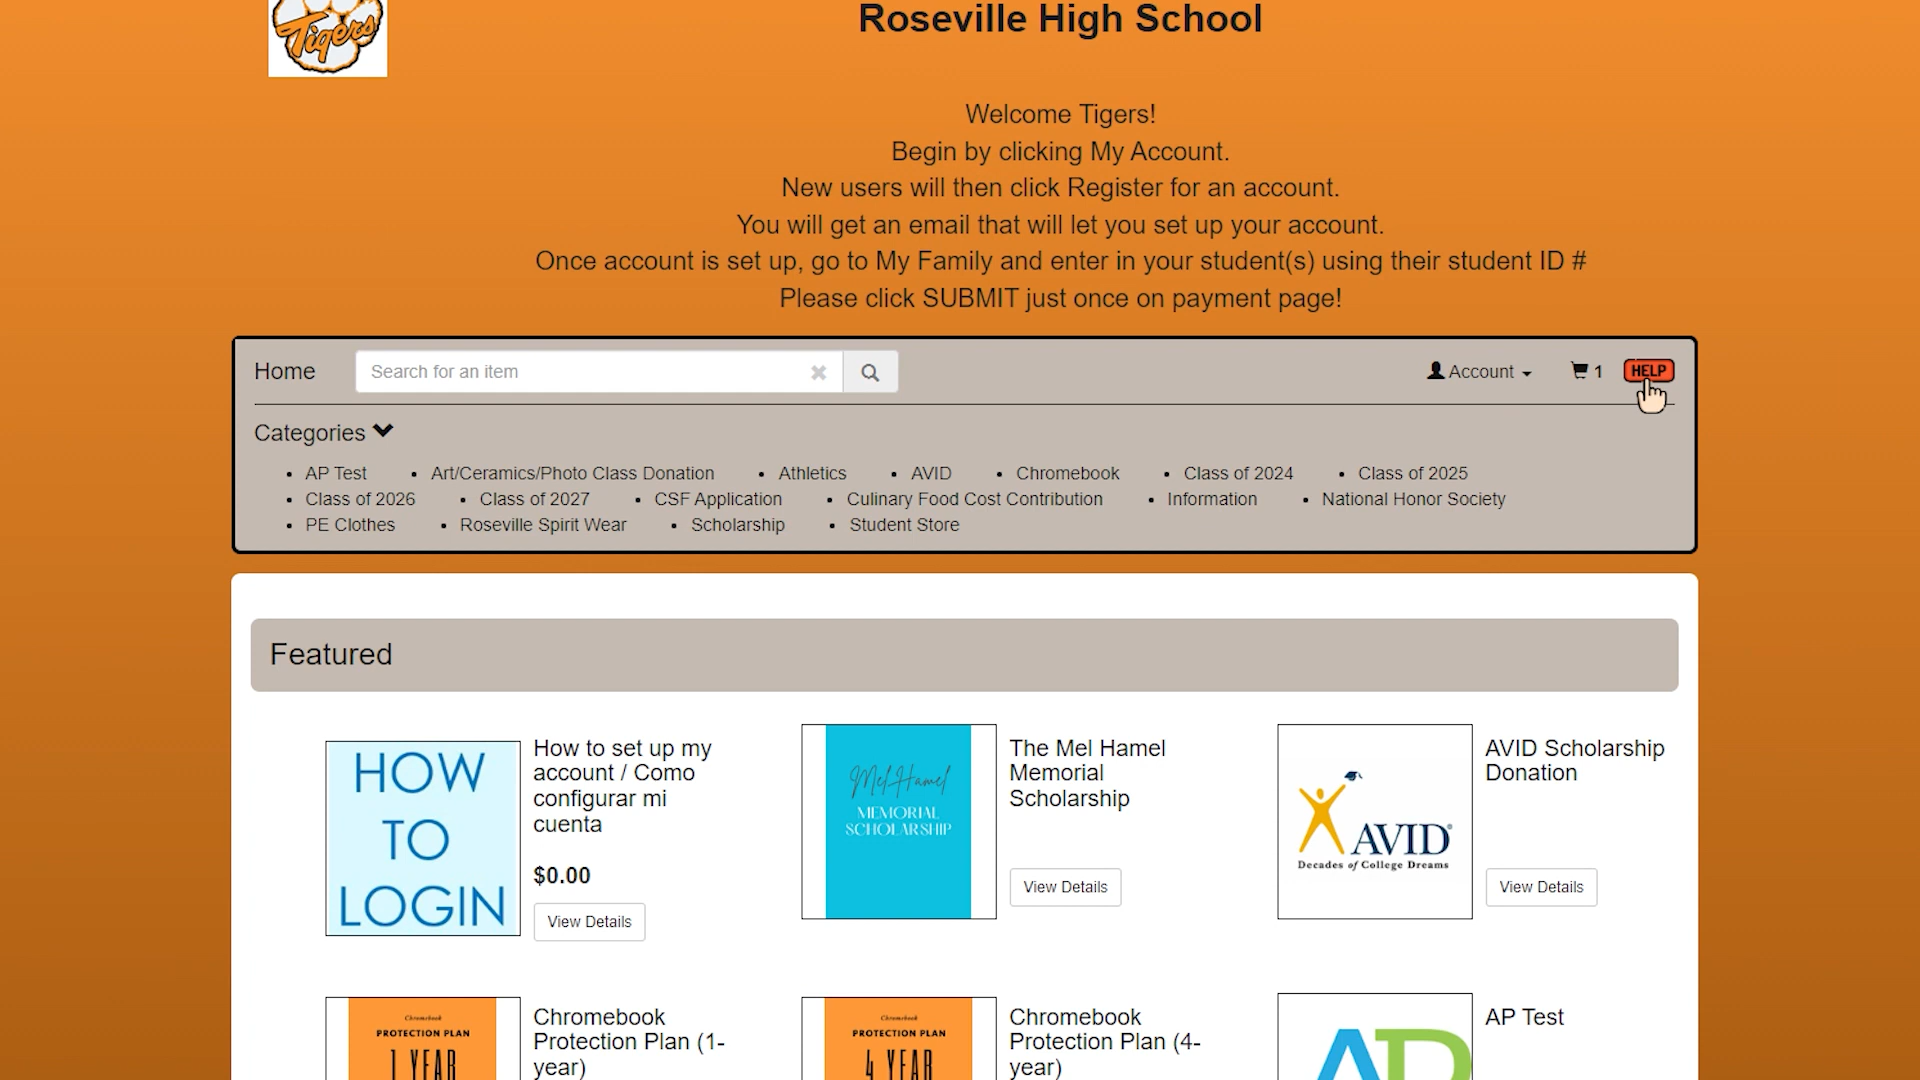 Tigers
Roseville High School
Welcome Tigers!
Begin by clicking My Account.
New users will then click Register for an account.
You will get an email that will let you set up your account.
Once account is set up, go to My Family and enter in your student(s) using their student ID #
Please click SUBMIT just once on payment page!
Home
Search for an item
Account
1
HELP
Categories
AP Test
Art/Ceramics/Photo Class Donation
Athletics
AVID
Chromebook
Class of 2024
Class of 2025
Class of 2026
Class of 2027
CSF Application
Culinary Food Cost Contribution
Information
National Honor Society
PE Clothes
Roseville Spirit Wear
Scholarship
Student Store
Featured
HOW
TO
LOGIN
How to set up my
account / Como
configurar mi
cuenta
$0.00
View Details
Mel Hamel
MEMORIAL
SCHOLARSHIP
The Mel Hamel
Memorial
Scholarship
View Details
AVID
Decades of College Dreams
AVID Scholarship
Donation
View Details
Chromebook
PROTECTION PLAN
1 YEAR
Chromebook
Protection Plan (1-
year)
Chromebook
PROTECTION PLAN
4 YEAR
Chromebook
Protection Plan (4-
year)
AP
AP Test